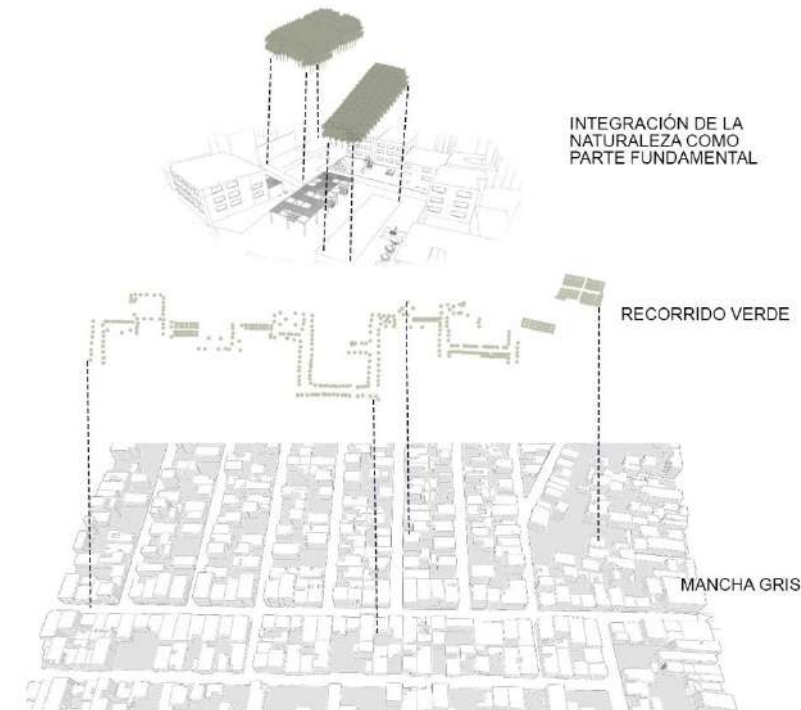 INTEGRACIÓN DE LA
NATURALEZA COMO
PARTE FUNDAMENTAL
RECORRIDO VERDE
MANCHA GRIS